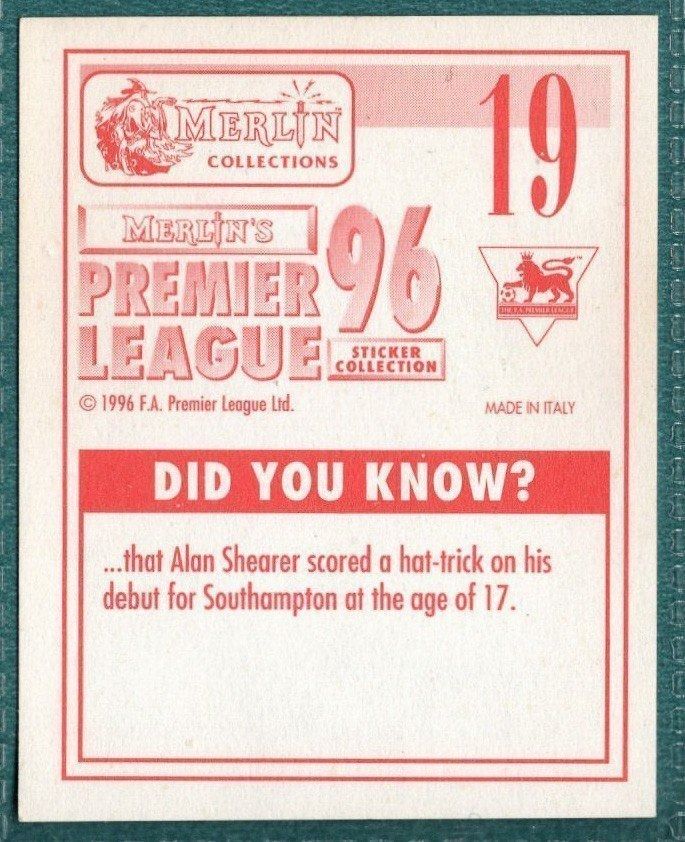 MERLIN
COLLECTIONS
19
MERLIN'S
PREMIER
LEAGUE
96
STICKER
COLLECTION
THE F.A. PREMIER LEAGUE
© 1996 F.A. Premier League Ltd.
MADE IN ITALY
DID YOU KNOW?
...that Alan Shearer scored a hat-trick on his
debut for Southampton at the age of 17.